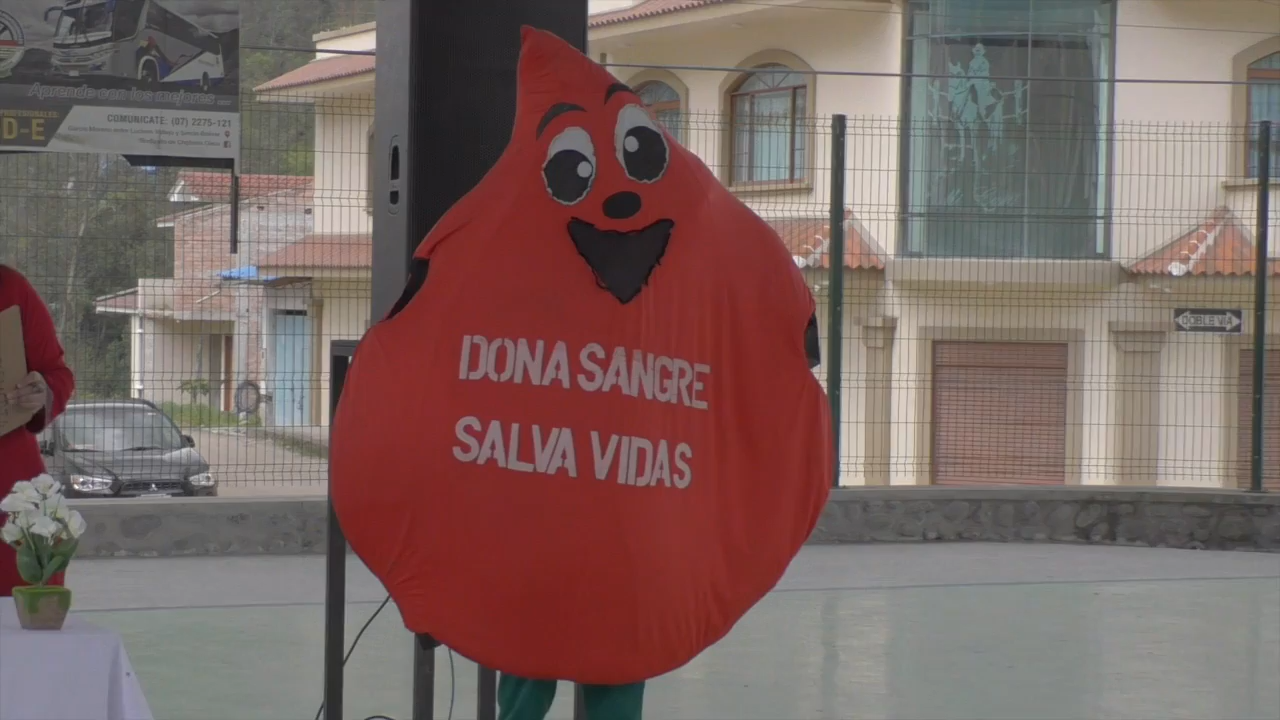 Aprende con los mejores
D-E
COMUNICATE: (07) 2275-121
DONA SANGRE
SALVA VIDAS
DOBLE VIA